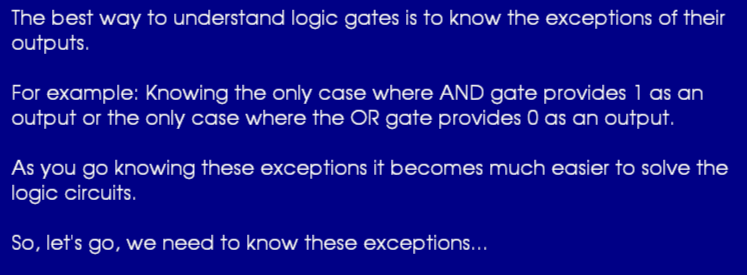 The best way to understand logic gates is to know the exceptions of their
outputs.
For example: Knowing the only case where AND gate provides 1 as an
output or the only case where the OR gate provides 0 as an output.
As you go knowing these exceptions it becomes much easier to solve the
logic circuits.
So, let's go, we need to know these exceptions...